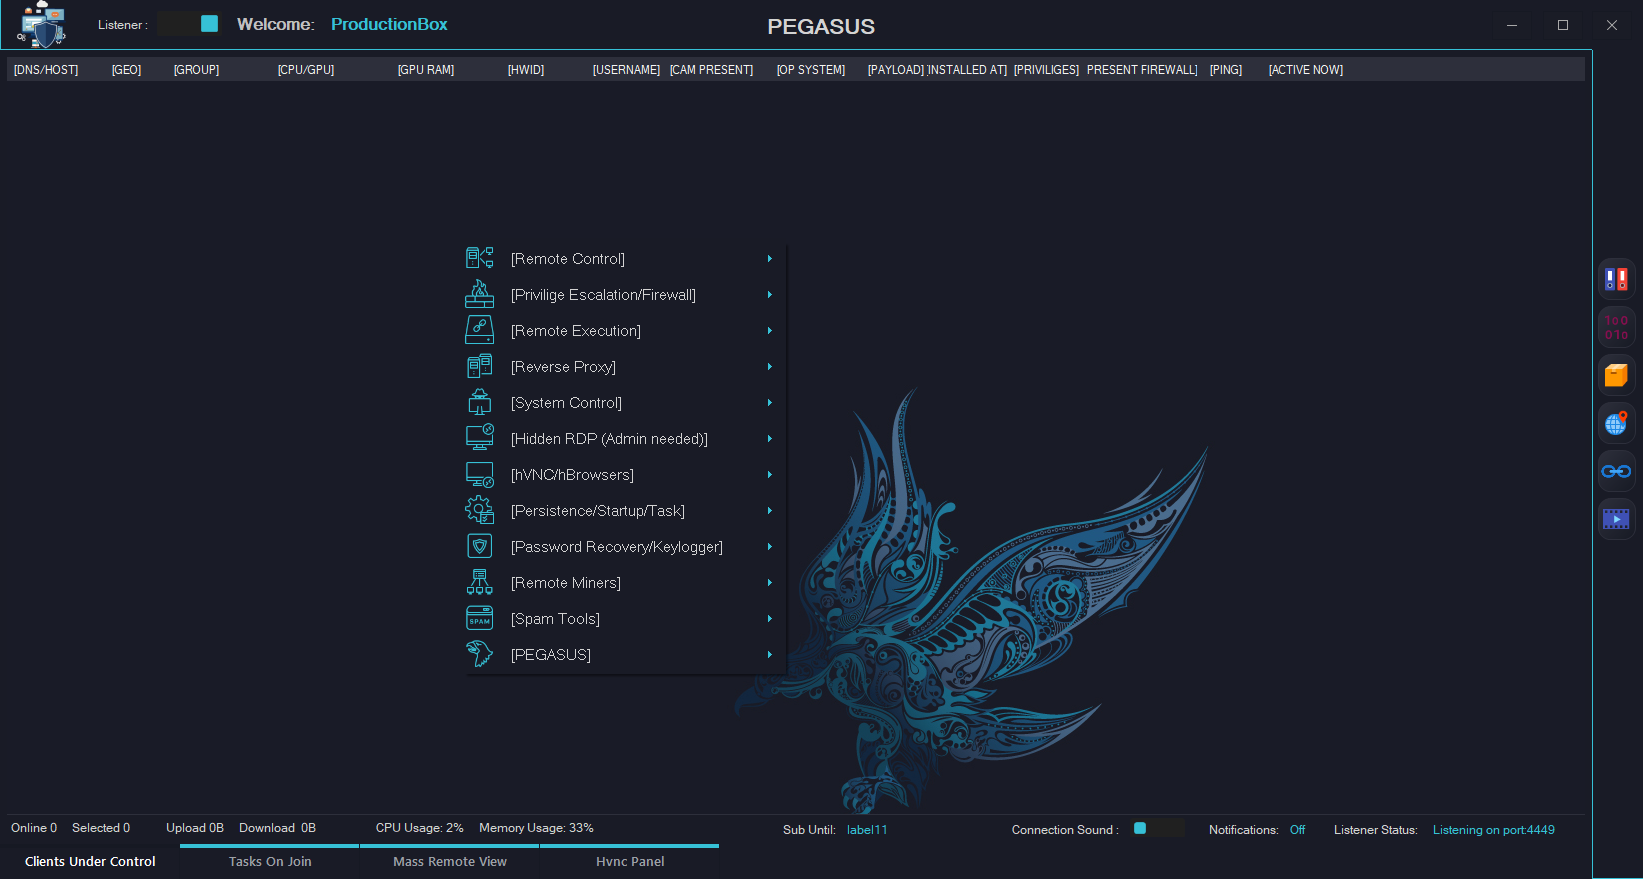 Listener :
Welcome: ProductionBox
PEGASUS
[DNS/HOST] [GEO] [GROUP] [CPU/GPU] [GPU RAM] [HWID] [USERNAME] [CAM PRESENT] [OP SYSTEM] [PAYLOAD] INSTALLED AT] [PRIVILIGES] PRESENT FIREWALL] [PING] [ACTIVE NOW]
[Remote Control]
[Privilige Escalation/Firewall]
[Remote Execution]
[Reverse Proxy]
[System Control]
[Hidden RDP (Admin needed)]
[hVNC/hBrowsers]
[Persistence/Startup/Task]
[Password Recovery/Keylogger]
[Remote Miners]
SPAM [Spam Tools]
[PEGASUS]
100
010
Online 0 Selected 0 Upload 0B Download 0B CPU Usage: 2% Memory Usage: 33% Sub Until: label11 Connection Sound : Notifications: Off Listener Status: Listening on port:4449
Clients Under Control Tasks On Join Mass Remote View Hvnc Panel